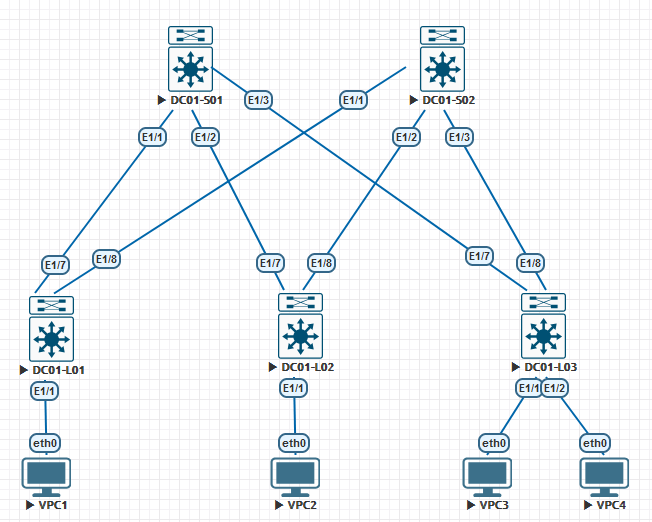 DC01-S01
DC01-S02
E1/3
E1/1
E1/1
E1/2
E1/2
E1/3
E1/7
E1/8
E1/7
E1/8
E1/7
E1/8
DC01-L01
DC01-L02
DC01-L03
E1/1
E1/1
E1/1
E1/2
eth0
eth0
eth0
eth0
VPC1
VPC2
VPC3
VPC4